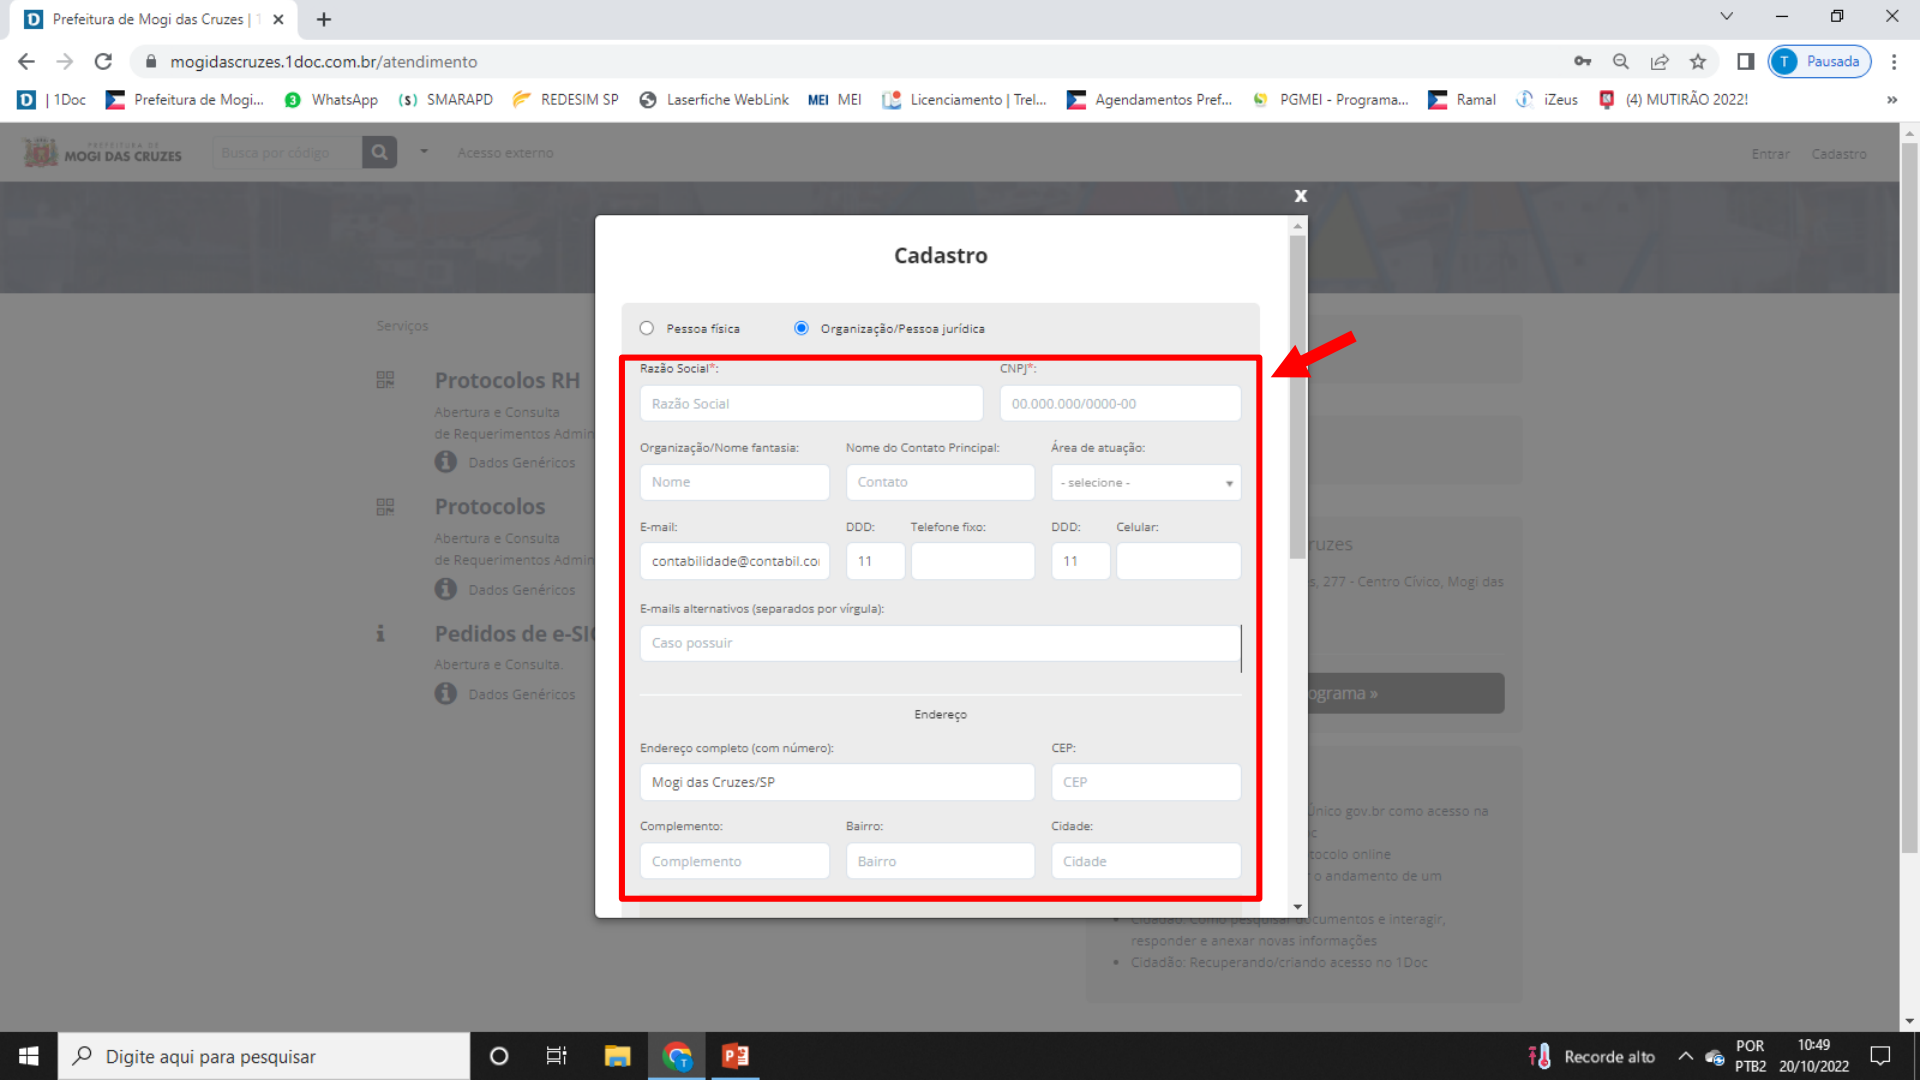 Prefeitura de Mogi das Cruzes |
mogidascruzes.1doc.com.br/atendimento
T Pausada
D | 1Doc Prefeitura de Mogi... 3 WhatsApp (s) SMARAPD REDESIM SP Laserfiche WebLink MEI MEI Licenciamento | Trel... Agendamentos Pref... PGMEI - Programa... Ramal iZeus (4) MUTIRÃO 2022! »
PREFEITURA DE
MOGI DAS CRUZES
Busca por código
Acesso externo
Entrar Cadastro
x
Cadastro
Pessoa física Organização/Pessoa jurídica
Razão Social*: CNPJ*:
Razão Social 00.000.000/0000-00
Organização/Nome fantasia: Nome do Contato Principal: Área de atuação:
Nome Contato - selecione -
E-mail: DDD: Telefone fixo: DDD: Celular:
contabilidade@contabil.co 11 11
E-mails alternativos (separados por vírgula):
Caso possuir
Endereço
Endereço completo (com número): CEP:
Mogi das Cruzes/SP CEP
Complemento: Bairro: Cidade:
Complemento Bairro Cidade
Serviços
Protocolos RH
Abertura e Consulta
de Requerimentos Admin
Dados Genéricos
Protocolos
Abertura e Consulta
de Requerimentos Admin
Dados Genéricos
Pedidos de e-SI
Abertura e Consulta.
Dados Genéricos
ruzes
s, 277 - Centro Cívico, Mogi das
ograma »
Único gov.br como acesso na
c
tocolo online
o andamento de um
• Cidadão: Como pesquisar documentos e interagir,
responder e anexar novas informações
• Cidadão: Recuperando/criando acesso no 1Doc
Digite aqui para pesquisar
Recorde alto
POR
PTB2
10:49
20/10/2022